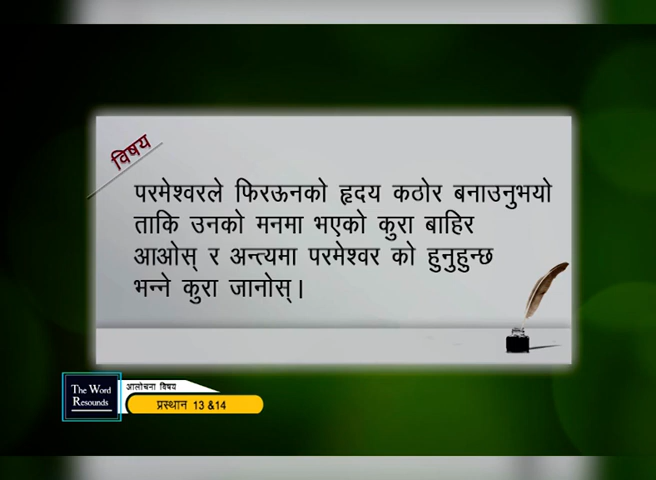 विषय
परमेश्वरले फिरऊनको हृदय कठोर बनाउनुभयो
ताकि उनको मनमा भएको कुरा बाहिर
आओस् र अन्त्यमा परमेश्वर को हुनुहुन्छ
भन्ने कुरा जानोस्।
The Word
Resounds
आलोचना विषय
प्रस्थान 13 &14